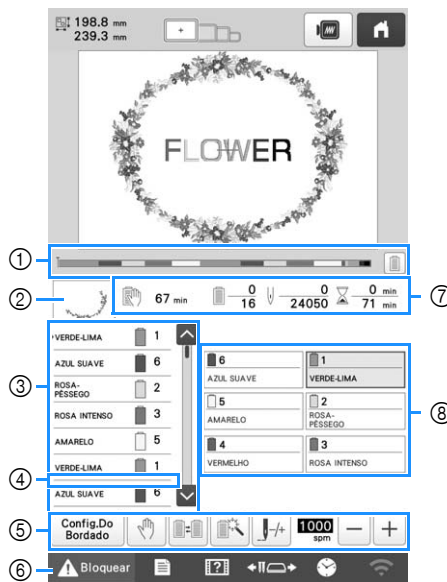 198.8 mm
239.3 mm
FLOWER
①
②
67 min
0
16
0
24050
0 min
71 min
⑦
③
VERDE-LIMA 1
AZUL SUAVE 6
ROSA-
PÊSSEGO 2
ROSA INTENSO 3
AMARELO 5
VERDE-LIMA 1
AZUL SUAVE 6
④
6
AZUL SUAVE
1
VERDE-LIMA
5
AMARELO
2
ROSA-
PÊSSEGO
4
VERMELHO
3
ROSA INTENSO
⑧
⑤
Config.Do
Bordado
-/+
1000
spm
− +
⑥
Bloquear